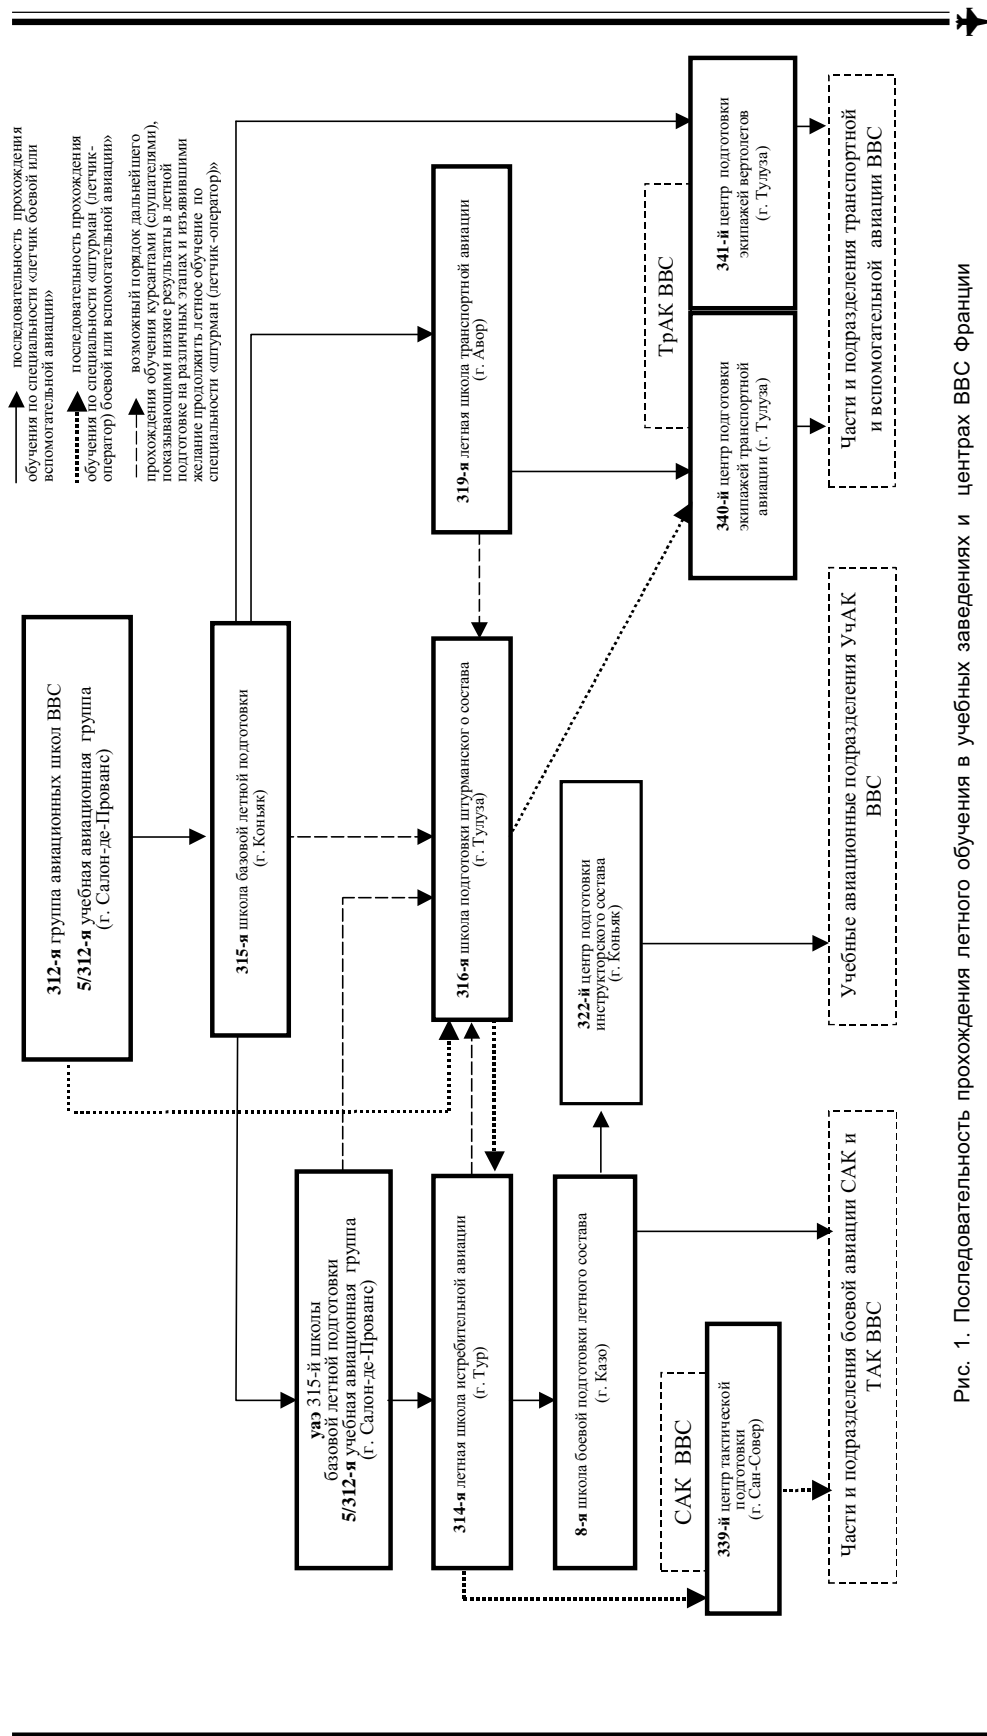 последовательность прохождения
обучения по специальности «летчик боевой или
вспомогательной авиации»
последовательность прохождения
обучения по специальности «штурман (летчик-
оператор) боевой или вспомогательной авиации»
возможный порядок дальнейшего
прохождения обучения курсантами (слушателями),
показывающими низкие результаты в летной
подготовке на различных этапах и изъявившими
желание продолжить летное обучение по
специальности «штурман (летчик-оператор)»
312-я группа авиационных школ ВВС
5/312-я учебная авиационная группа
(г. Салон-де-Прованс)
315-я школа базовой летной подготовки
(г. Коньяк)
уаэ 315-й школы
базовой летной подготовки
5/312-я учебная авиационная группа
(г. Салон-де-Прованс)
314-я летная школа истребительной авиации
(г. Тур)
316-я школа подготовки штурманског о состава
(г. Тулуза)
319-я летная школа транспортной авиации
(г. Авор)
8-я школа боевой подготовки летного состава
(г. Казо)
322-й центр подготовки
инструкторского состава
(г. Коньяк)
САК ВВС
339-й центр тактической
подготовки
(г. Сан-Совер)
ТрАК ВВС
340-й центр подготовки
экипажей транспортной
авиации (г. Тулуза)
341-й центр подготовки
экипажей вертолетов
(г. Тулуза)
Части и подразделения боевой авиации САК и
ТАК ВВС
Учебные авиационные подразделения УчАК
ВВС
Части и подразделения транспортной
и вспомогательной авиации ВВС
Рис. 1. Последовательность прохождения летного обучения в учебных заведениях и центрах ВВС Франции